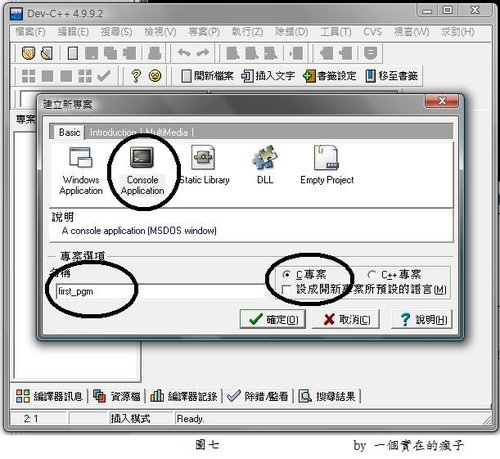 Dev-C++ 4.9.9.2
檔案(F) 編輯(E) 搜尋(S) 檢視(V) 專案(P) 執行(Z) 除錯(D) 工具(T) CVS 視窗(W) 求助(H)
開新檔案 插入文字 書籤設定 移至書籤
專案
建立新專案
Basic Introduction MultiMedia
Windows Application
Console Application
Static Library
DLL
Empty Project
說明
A console application (MSDOS window)
專案選項
名稱
first_pgm
C 專案 C++ 專案
設成開新專案所預設的語言(M)
確定(O) 取消(C) 說明(H)
編譯器訊息 資源檔 編譯器記錄 除錯/監看 搜尋結果
2: 1 插入模式 Ready.
圖七 by 一個實在的瘋子